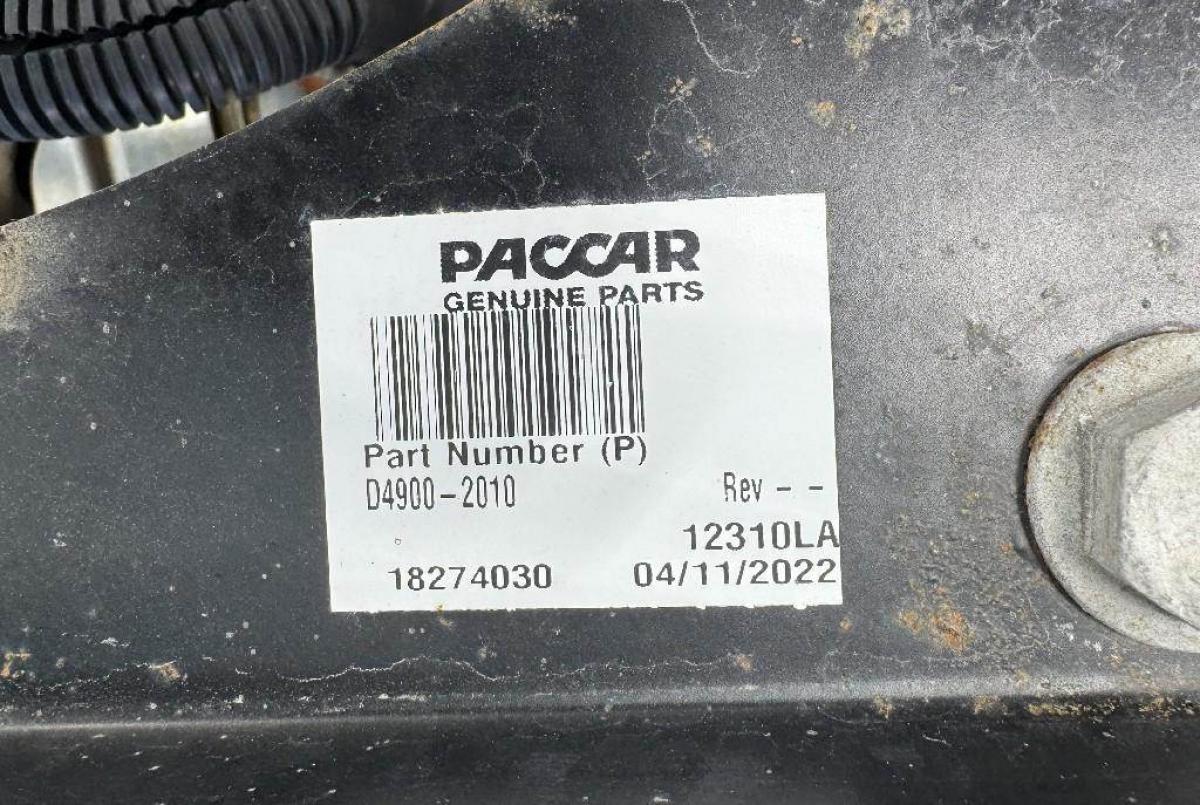 PACCAR
GENUINE PARTS
Part Number (P)
D4900-2010
Rev - -
12310LA
18274030
04/11/2022